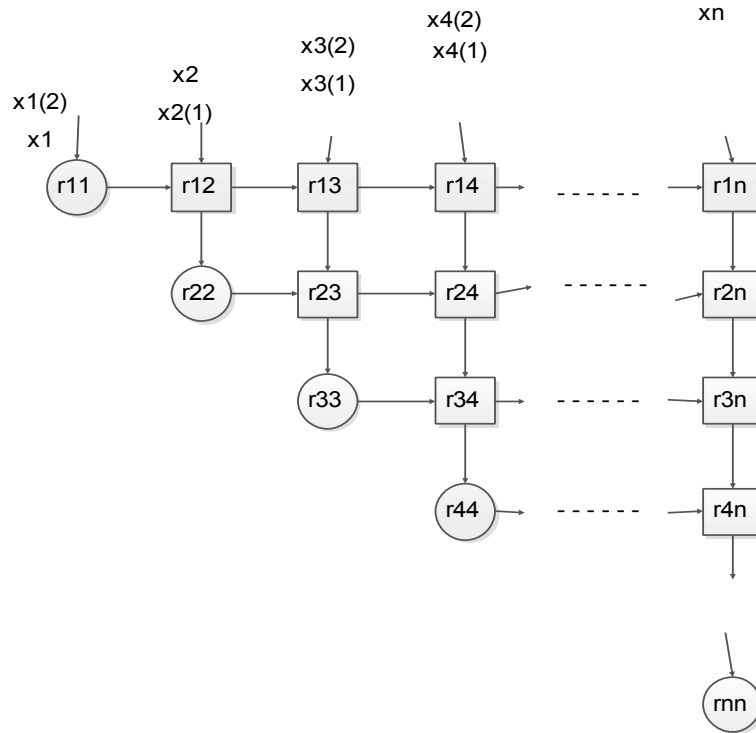 xn
x4(2)
x4(1)
x3(2)
x3(1)
x2
x2(1)
x1(2)
x1
r11 r12 r13 r14 ------ r1n
r22 r23 r24 ------ r2n
r33 r34 ------ r3n
r44 ------ r4n
rnn